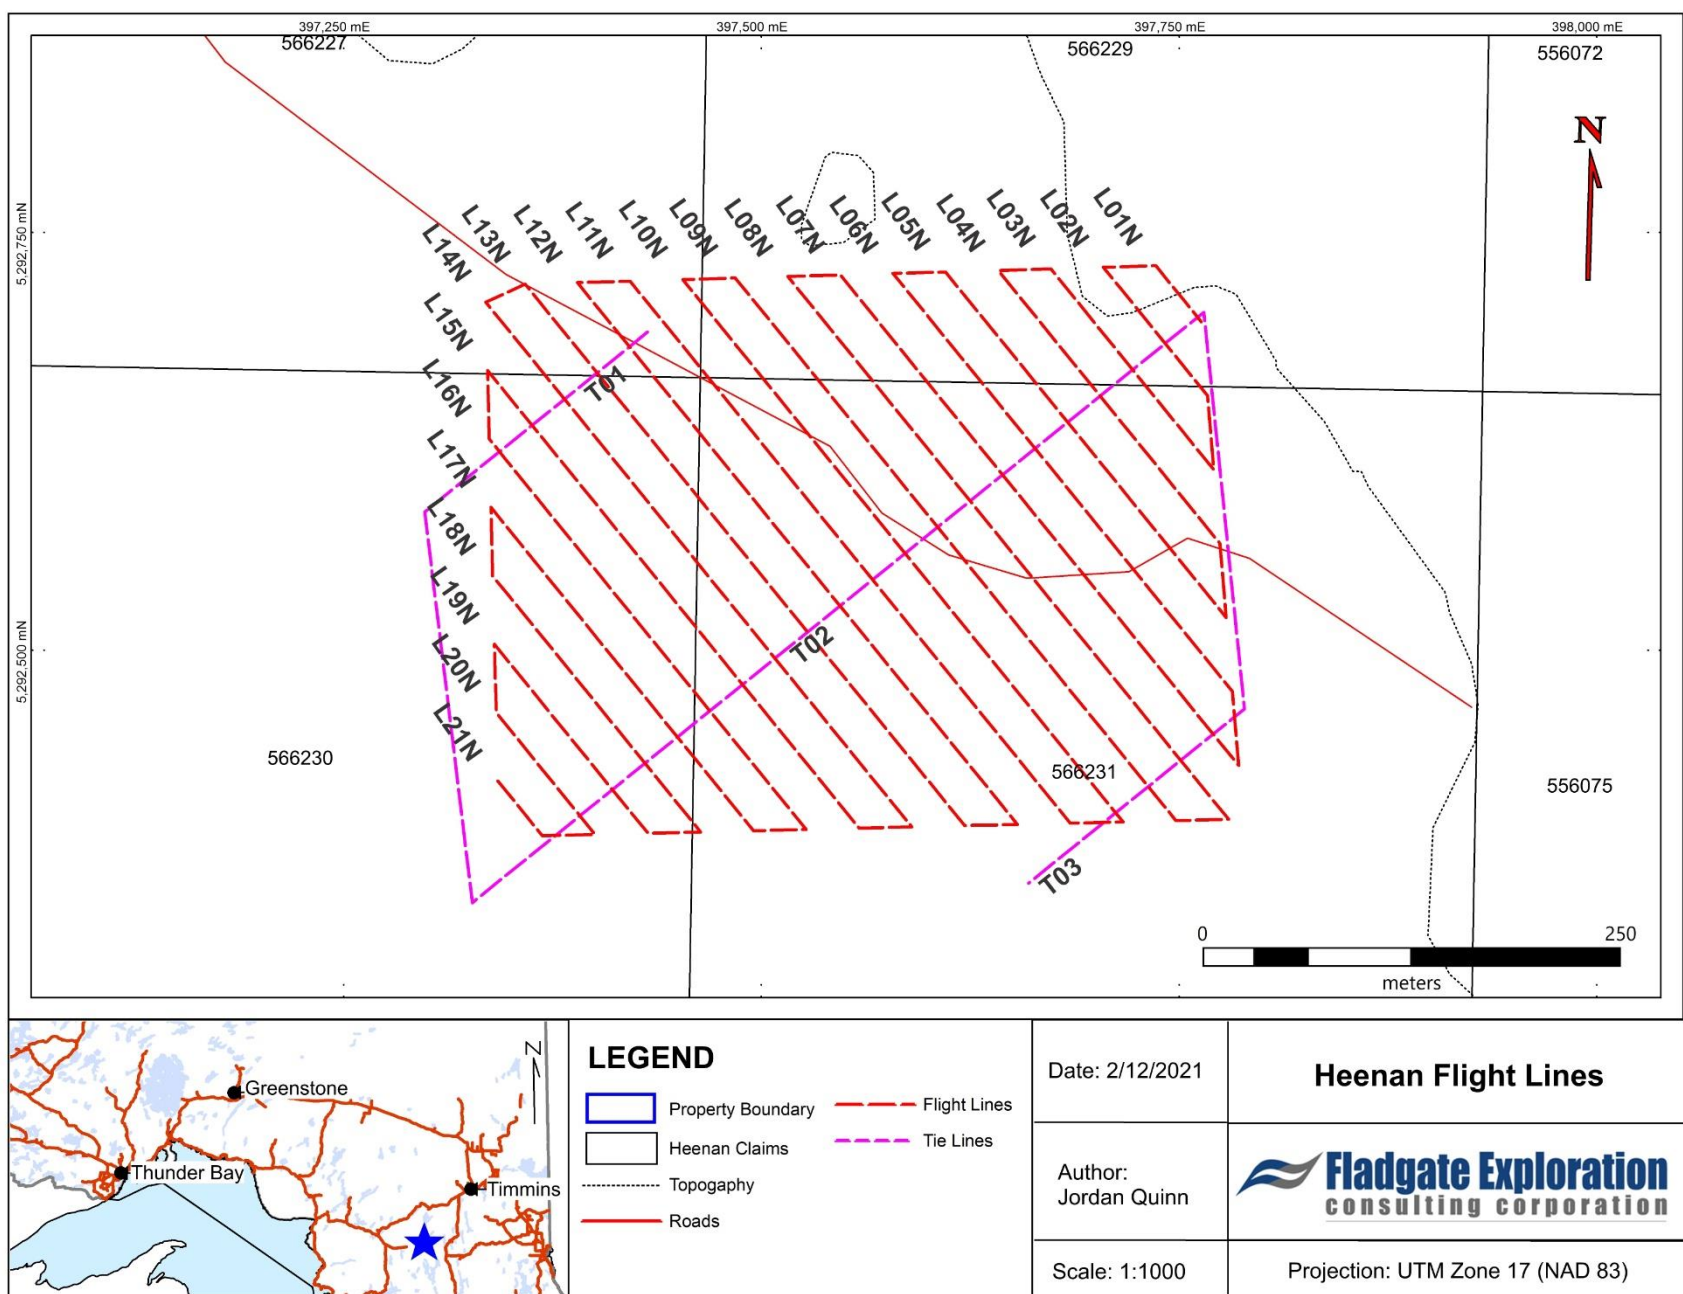 397,250 mE
397,500 mE
397,750 mE
398,000 mE
566227
566229
556072
N
5,292,750 mN
L14N
L13N
L12N
L11N
L10N
L09N
L08N
L07N
L06N
L05N
L04N
L03N
L02N
L01N
L15N
L16N
T01
L17N
L18N
L19N
5,292,500 mN
L20N
T02
L21N
566230
566231
556075
T03
0
250
meters
Greenstone
Thunder Bay
Timmins
N
LEGEND
Property Boundary
Flight Lines
Heenan Claims
Tie Lines
Topogaphy
Roads
Date: 2/12/2021
Heenan Flight Lines
Author:
Jordan Quinn
Fladgate Exploration
consulting corporation
Scale: 1:1000
Projection: UTM Zone 17 (NAD 83)